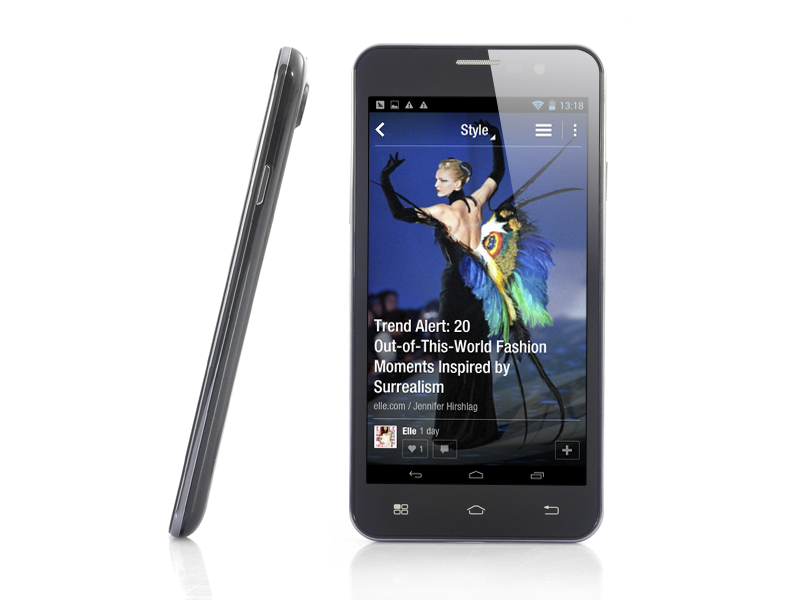 13:18
Style
Trend Alert: 20
Out-of-This-World Fashion
Moments Inspired by
Surrealism
elle.com / Jennifer Hirshlag
Elle 1 day
1